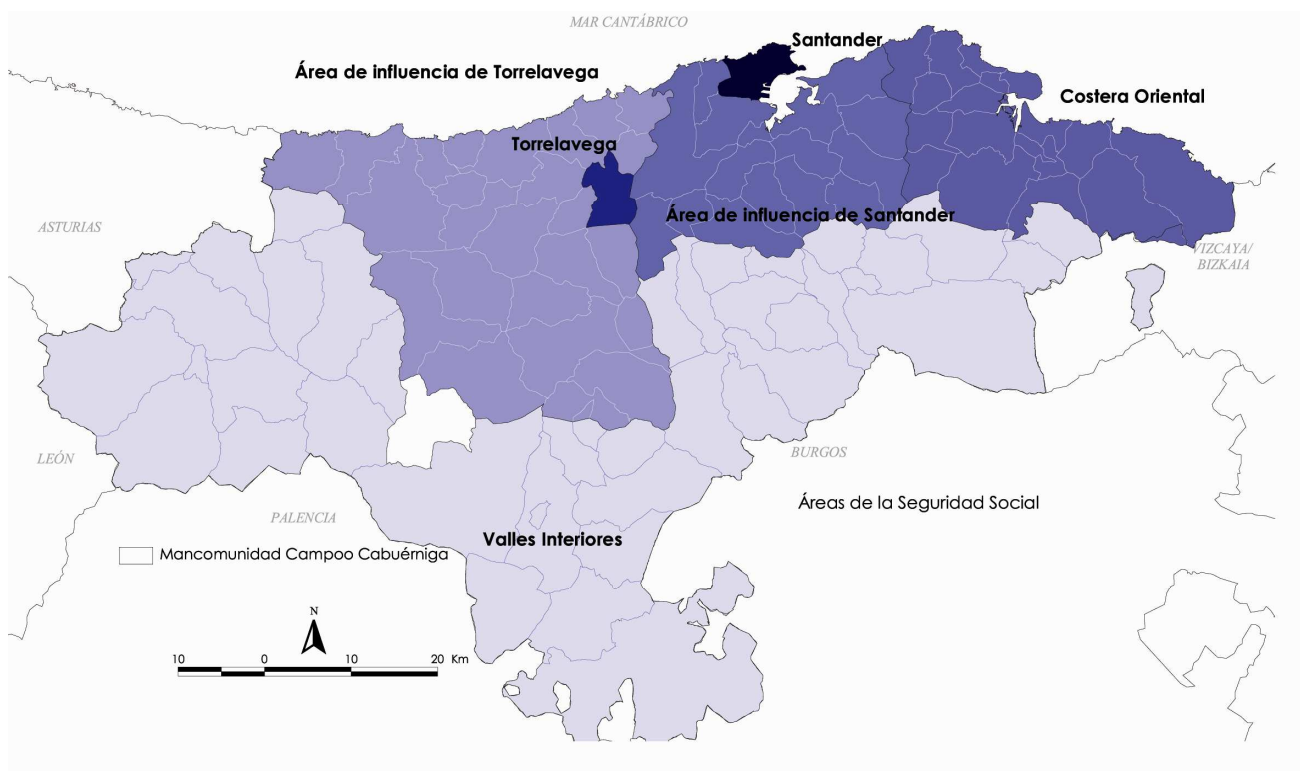 MAR CANTÁBRICO
Santander
Área de influencia de Torrelavega
Costera Oriental
Torrelavega
Área de influencia de Santander
ASTURIAS
VIZCAYA/
BIZKAIA
LEÓN
BURGOS
Áreas de la Seguridad Social
PALENCIA
Valles Interiores
Mancomunidad Campoo Cabuérniga
N
10 0 10 20 Km